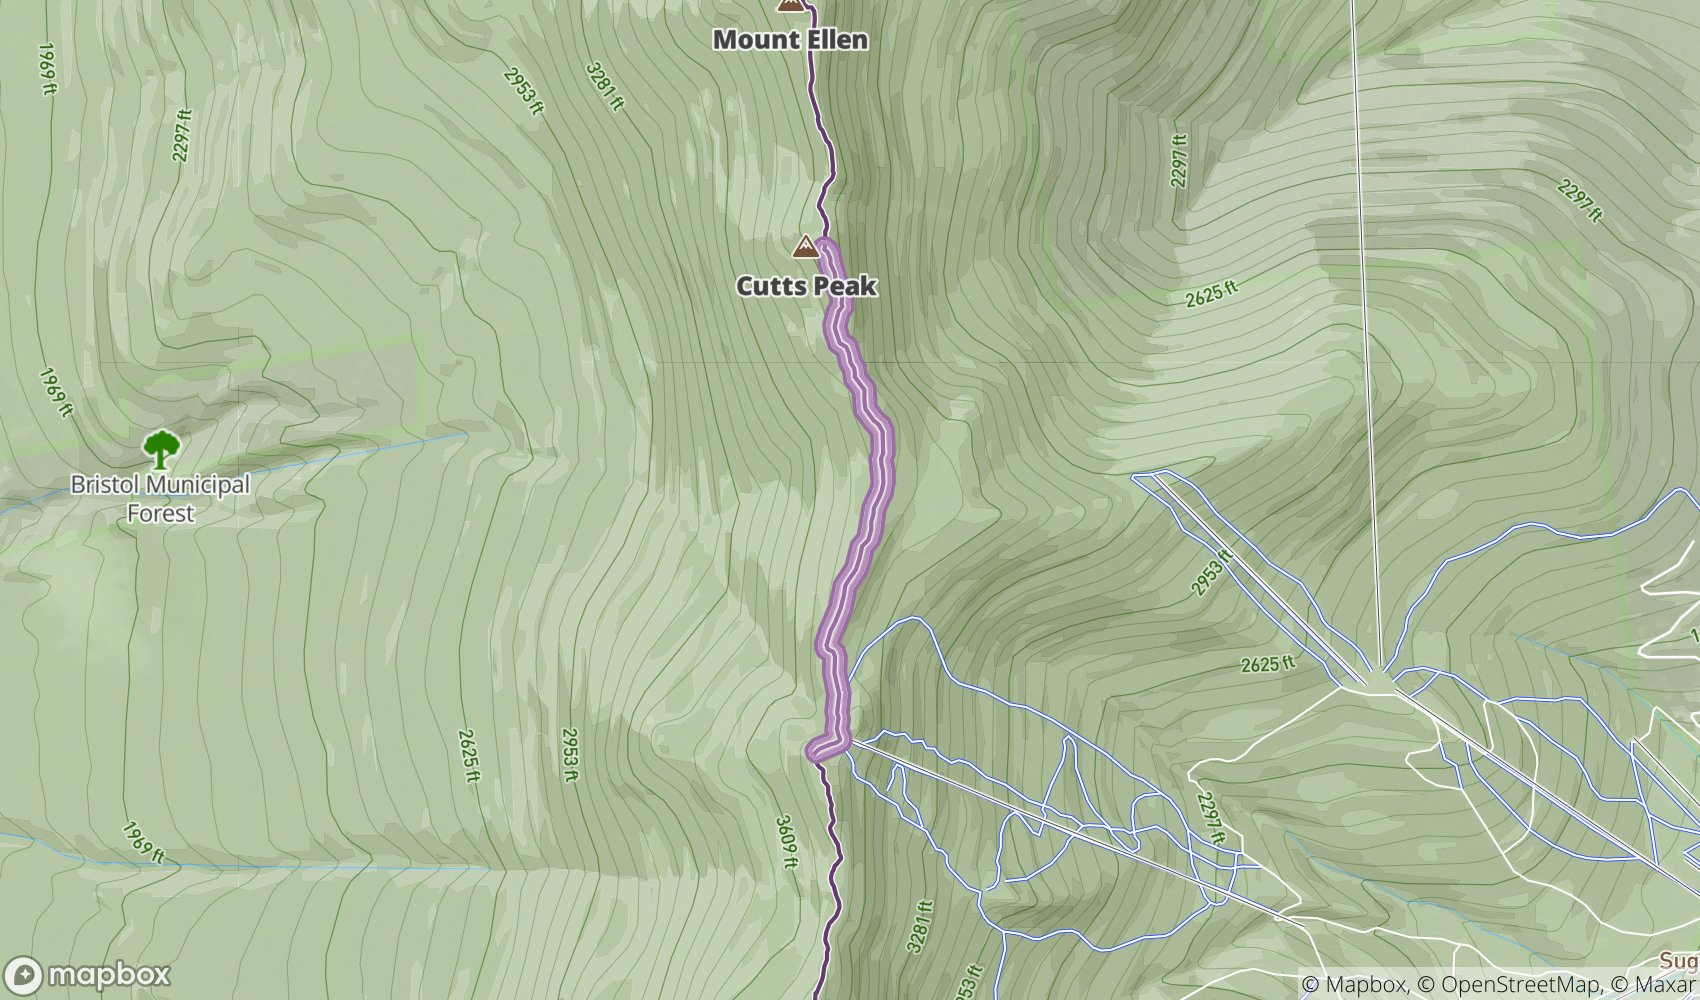 Mount Ellen
1969 ft
2297 ft
2953 ft
3281 ft
2297 ft
2297 ft
Cutts Peak
2625 ft
1969 ft
Bristol Municipal
Forest
2953 ft
2625 ft
2625 ft
2953 ft
3609 ft
2297 ft
1969 ft
3281 ft
Sug
mapbox
© Mapbox, © OpenStreetMap, © Maxar